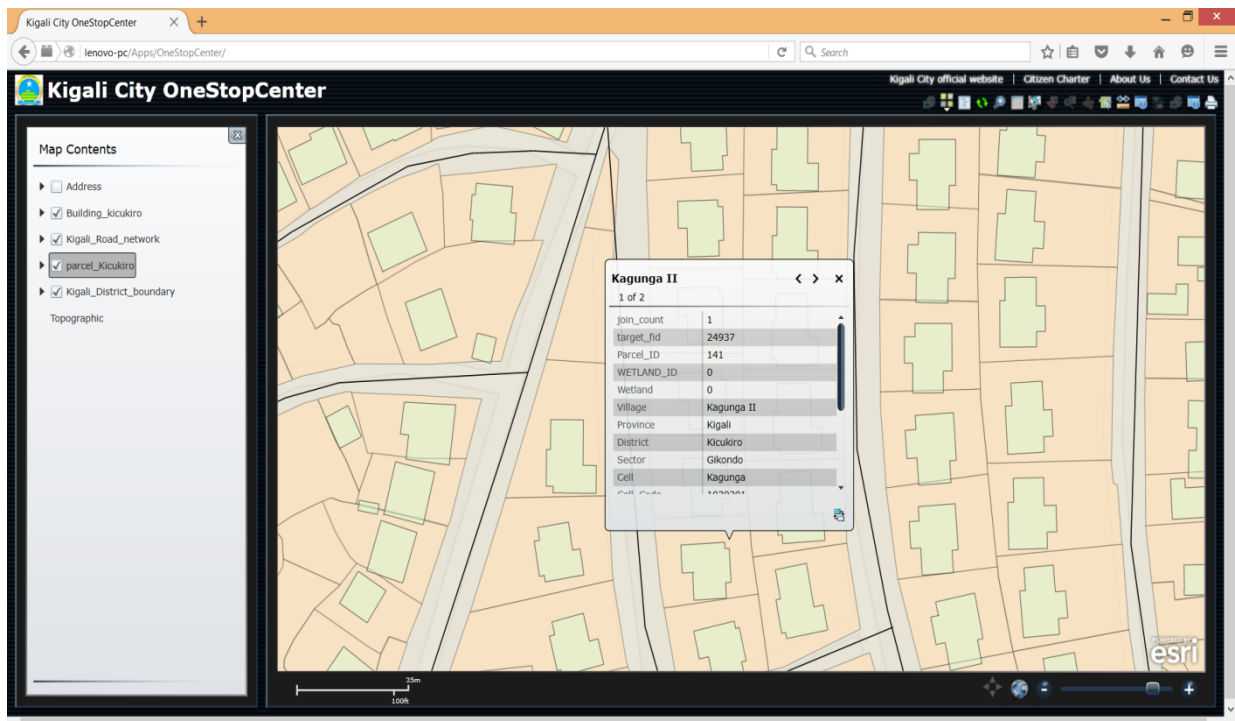 Kigali City OneStopCenter
lenovo-pc/Apps/OneStopCenter/
Search
Kigali City OneStopCenter
Kigali City official website | Citizen Charter | About Us | Contact Us
Map Contents
Address
Building_kicukiro
Kigali_Road_network
parcel_Kicukiro
Kigali_District_boundary
Topographic
Kagunga II
1 of 2
join_count 1
target_fid 24937
Parcel_ID 141
WETLAND_ID 0
Wetland 0
Village Kagunga II
Province Kigali
District Kicukiro
Sector Gikondo
Cell Kagunga
POWERED BY
esri
35m
100ft